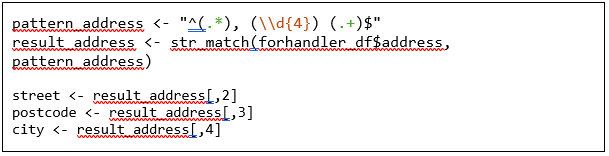 pattern_address <- "^(.*), (\\d{4}) (.+)$"
result_address <- str_match(forhandler_df$address,
pattern_address)
street <- result_address[,2]
postcode <- result_address[,3]
city <- result_address[,4]